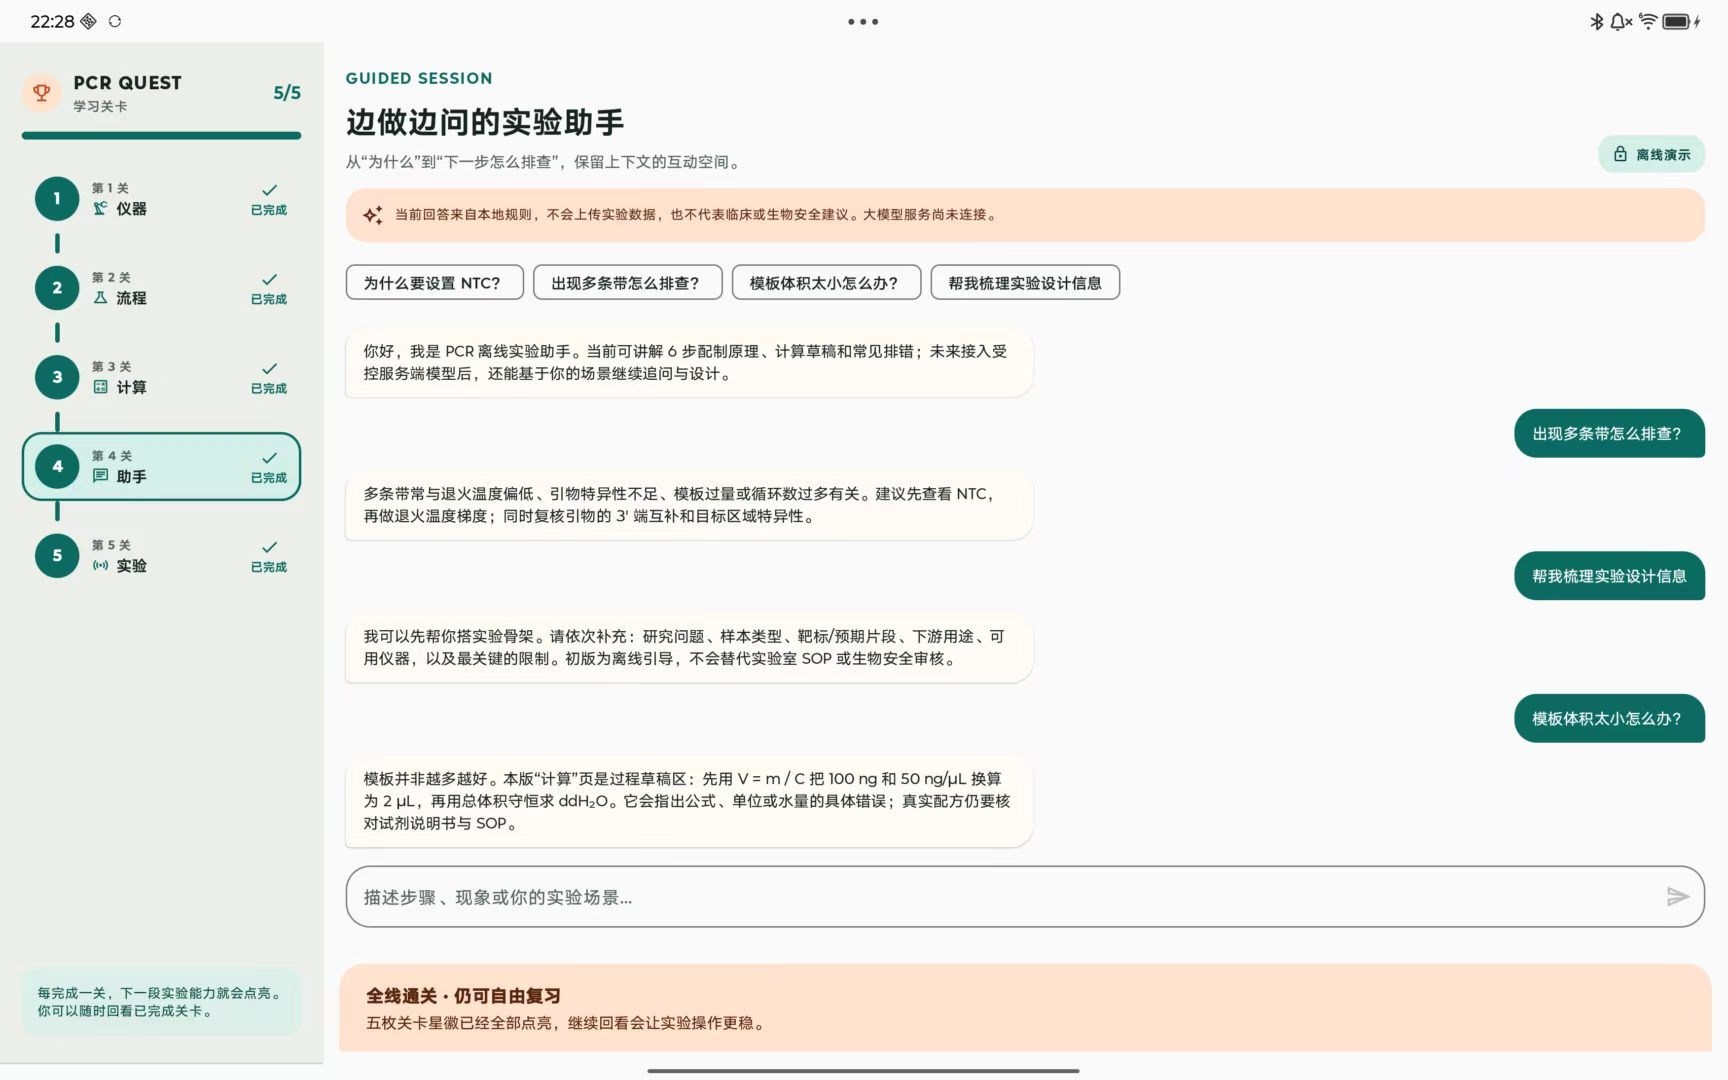 22:28
PCR QUEST
学习关卡
5/5
第 1 关
仪器
已完成
第 2 关
流程
已完成
第 3 关
计算
已完成
第 4 关
助手
已完成
第 5 关
实验
已完成
每完成一关，下一段实验能力就会点亮。
你可以随时回看已完成关卡。
GUIDED SESSION
边做边问的实验助手
从“为什么”到“下一步怎么排查”，保留上下文的互动空间。
离线演示
当前回答来自本地规则，不会上传实验数据，也不代表临床或生物安全建议。大模型服务尚未连接。
为什么要设置 NTC？
出现多条带怎么排查？
模板体积太小怎么办？
帮我梳理实验设计信息
你好，我是 PCR 离线实验助手。当前可讲解 6 步配制原理、计算草稿和常见排错；未来接入受
控服务端模型后，还能基于你的场景继续追问与设计。
出现多条带怎么排查？
多条带常与退火温度偏低、引物特异性不足、模板过量或循环数过多有关。建议先查看 NTC，
再做退火温度梯度；同时复核引物的 3' 端互补和目标区域特异性。
帮我梳理实验设计信息
我可以先帮你搭实验骨架。请依次补充：研究问题、样本类型、靶标/预期片段、下游用途、可
用仪器，以及最关键的限制。初版为离线引导，不会替代实验室 SOP 或生物安全审核。
模板体积太小怎么办？
模板并非越多越好。本版“计算”页是过程草稿区：先用 V = m / C 把 100 ng 和 50 ng/μL 换算
为 2 μL，再用总体积守恒求 ddH₂O。它会指出公式、单位或水量的具体错误；真实配方仍要核
对试剂说明书与 SOP。
描述步骤、现象或你的实验场景...
全线通关 · 仍可自由复习
五枚关卡星徽已经全部点亮，继续回看会让实验操作更稳。